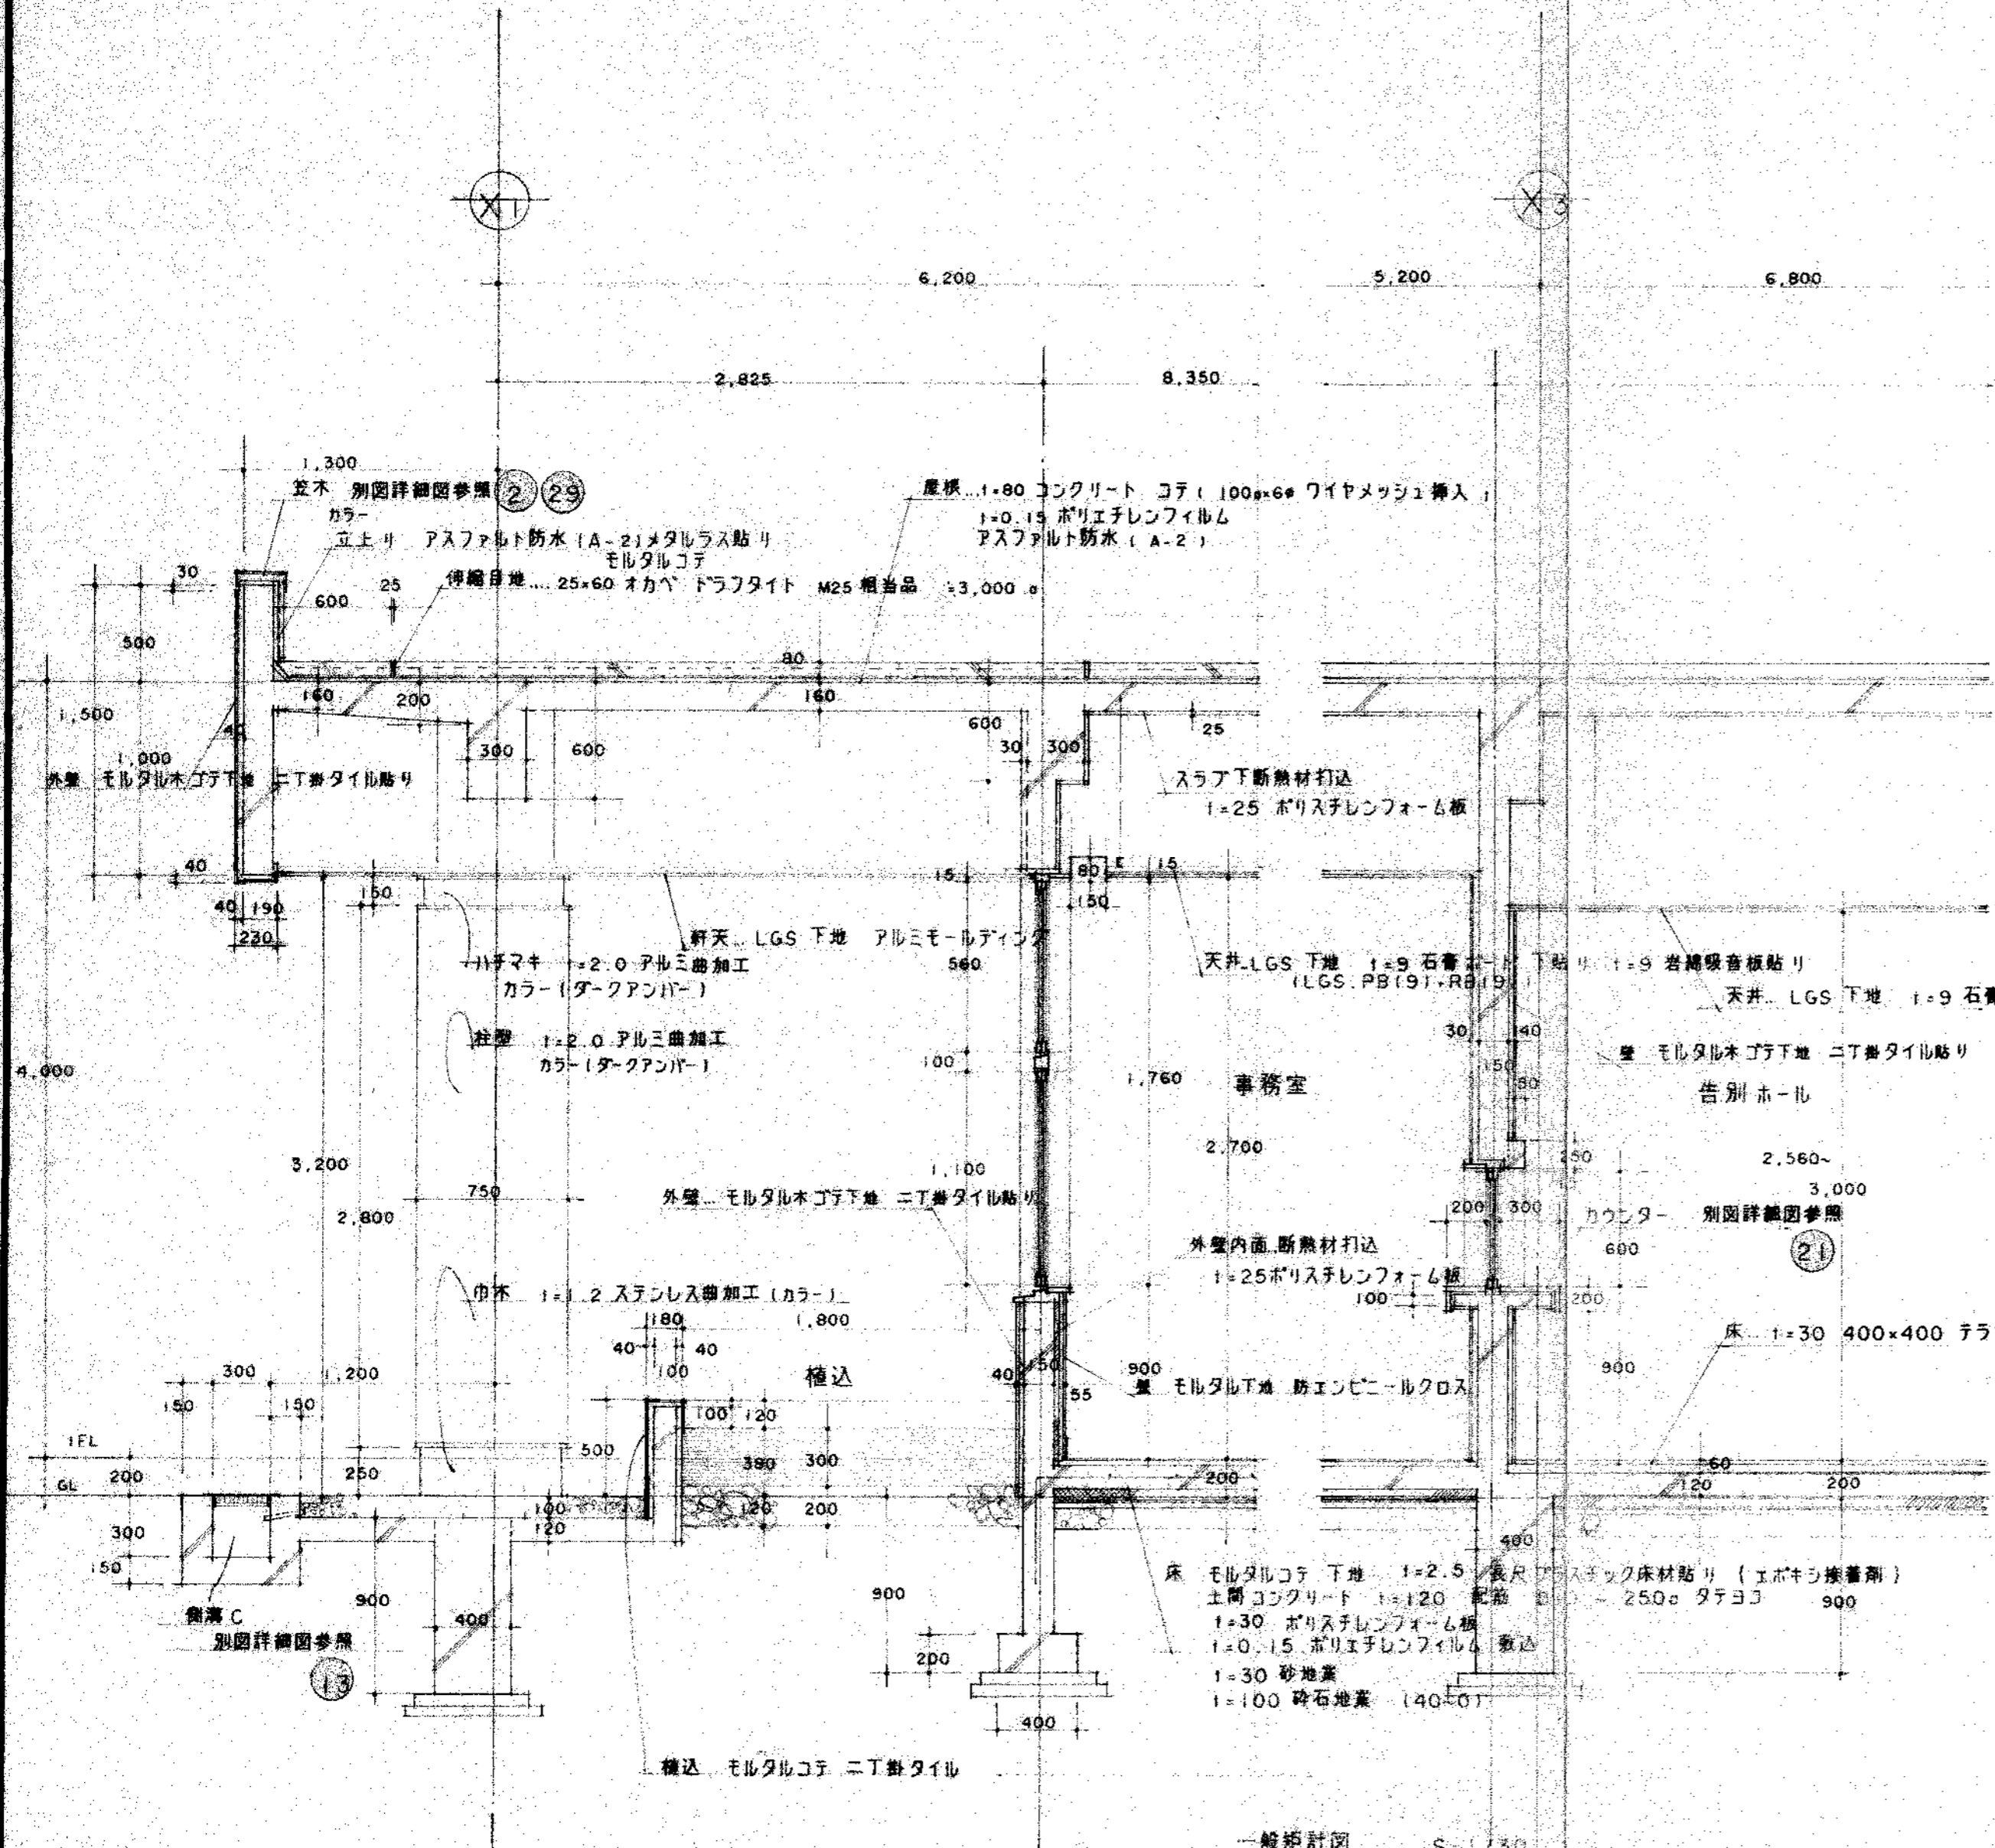 X1
X3
6,200
5,200
6,800
2,825
8,350
1,300
笠木 別図詳細図参照 2 29
カラー
立上り アスファルト防水(A-2)メタルラス貼り
モルタルコテ
伸縮目地... 25×60 オカベ ドラフタイト M25 相当品 =3,000 @
屋根... t=80 コンクリート コテ( 100□×6φ ワイヤメッシュ挿入 )
t=0.15 ポリエチレンフィルム
アスファルト防水( A-2 )
30
600
25
500
80
160
200
160
1,500
1,000
300
600
600
30
300
25
外壁 モルタル木ゴテ下地 二丁掛タイル貼り
スラブ下断熱材打込
t=25 ポリスチレンフォーム板
40
150
15
80
15
150
40
190
230
軒天... LGS 下地 アルミモールディング
ハチマキ t=2.0 アルミ曲加工
カラー(ダークアンバー)
560
天井...LGS 下地 t=9 石膏ボード 下貼り t=9 岩綿吸音板貼り
(LGS.PB(9)+RB(9))
天井... LGS 下地 t=9 石膏
柱型 t=2.0 アルミ曲加工
カラー(ダークアンバー)
30
40
壁 モルタル木ゴテ下地 二丁掛タイル貼り
4,000
100
1,760
事務室
150
80
告別ホール
3,200
1,100
2,700
250
2,560~
3,000
750
2,800
外壁... モルタル木ゴテ下地 二丁掛タイル貼り
200
300
カウンター 別図詳細図参照
21
外壁内面 断熱材打込
t=25ポリスチレンフォーム板
600
巾木 t=1.2 ステンレス曲加工(カラー)
100
200
180
1,800
40
40
100
植込
床 t=30 400×400 テラ
300
1,200
40
50
900
900
55
壁 モルタル下地 防エンビニールクロス
150
150
100
120
1FL
500
380
300
200
250
200
60
120
200
GL
100
120
120
200
300
150
400
900
400
900
側溝 C
別図詳細図参照
13
床 モルタルコテ 下地 t=2.5 長尺プラスチック床材貼り (エポキシ接着剤)
土間コンクリート t=120 配筋 ~ 250@ タテヨコ
900
t=30 ポリスチレンフォーム板
t=0.15 ポリエチレンフィルム 敷込
t=30 砂地業
t=100 砕石地業 (40~0)
200
400
植込 モルタルコテ 二丁掛タイル
一般矩計図 S=1/30